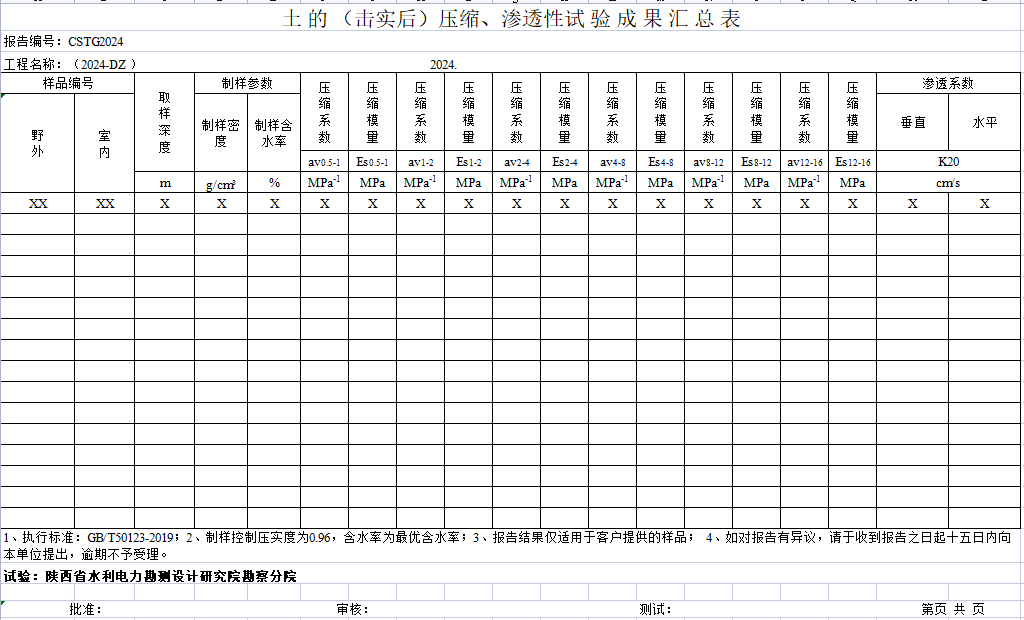 土的（击实后）压缩、渗透性试验成果汇总表
报告编号：CSTG2024
工程名称：（2024-DZ ） 2024.
样品编号 取样深度 制样参数 压缩系数 压缩模量 压缩系数 压缩模量 压缩系数 压缩模量 压缩系数 压缩模量 压缩系数 压缩模量 压缩系数 压缩模量 渗透系数
野外 室内 制样密度 制样含水率 垂直 水平
av0.5-1 Es0.5-1 av1-2 Es1-2 av2-4 Es2-4 av4-8 Es4-8 av8-12 Es8-12 av12-16 Es12-16 K20
m g/cm³ % MPa-1 MPa MPa-1 MPa MPa-1 MPa MPa-1 MPa MPa-1 MPa MPa-1 MPa cm/s
XX XX X X X X X X X X X X X X X X X X X
1、执行标准：GB/T50123-2019；2、制样控制压实度为0.96，含水率为最优含水率；3、报告结果仅适用于客户提供的样品； 4、如对报告有异议，请于收到报告之日起十五日内向
本单位提出，逾期不予受理。
试验：陕西省水利电力勘测设计研究院勘察分院
批准： 审核： 测试： 第页 共 页